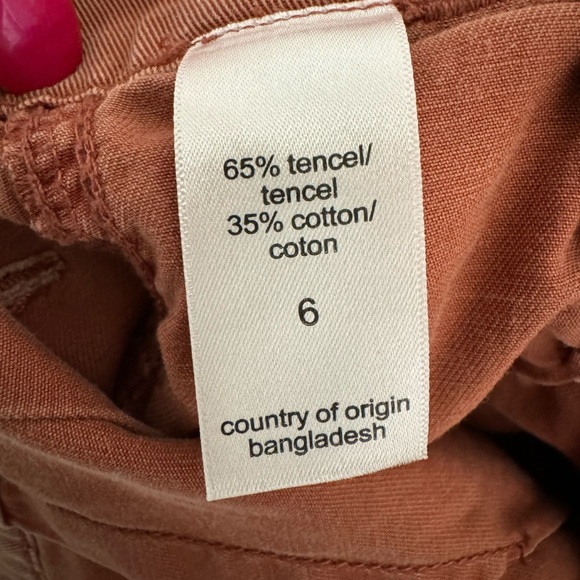 65% tencel/
tencel
35% cotton/
coton
6
country of origin
bangladesh